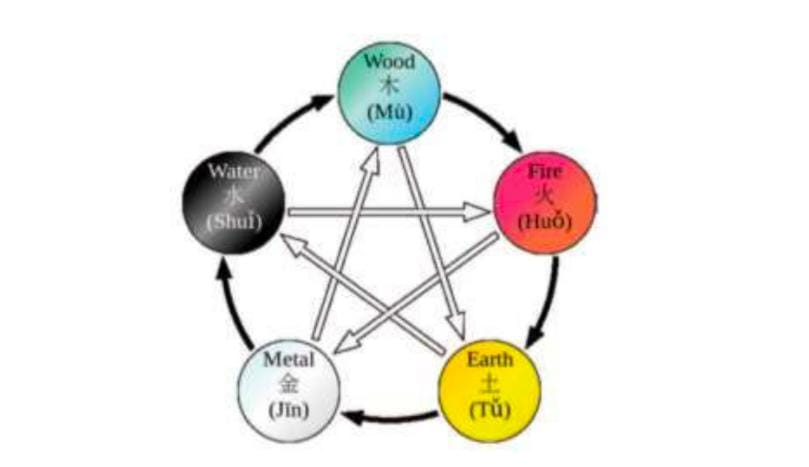 Wood
木
(Mù)
Water
水
(Shuǐ)
Fire
火
(Huǒ)
Metal
金
(Jīn)
Earth
土
(Tǔ)